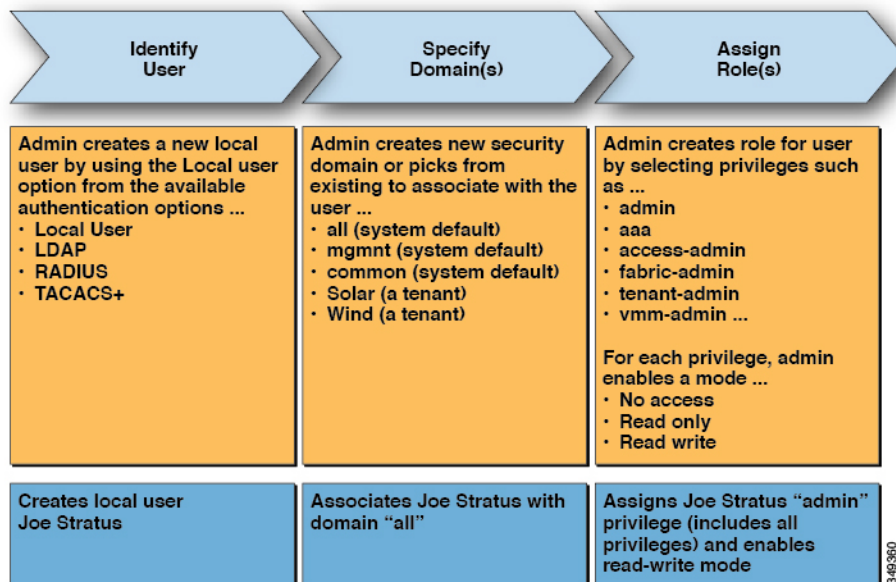 Identify
User
Specify
Domain(s)
Assign
Role(s)
Admin creates a new local
user by using the Local user
option from the available
authentication options ...
• Local User
• LDAP
• RADIUS
• TACACS+
Admin creates new security
domain or picks from
existing to associate with the
user ...
• all (system default)
• mgmnt (system default)
• common (system default)
• Solar (a tenant)
• Wind (a tenant)
Admin creates role for user
by selecting privileges such
as ...
• admin
• aaa
• access-admin
• fabric-admin
• tenant-admin
• vmm-admin ...
For each privilege, admin
enables a mode ...
• No access
• Read only
• Read write
Creates local user
Joe Stratus
Associates Joe Stratus with
domain “all”
Assigns Joe Stratus “admin”
privilege (includes all
privileges) and enables
read-write mode